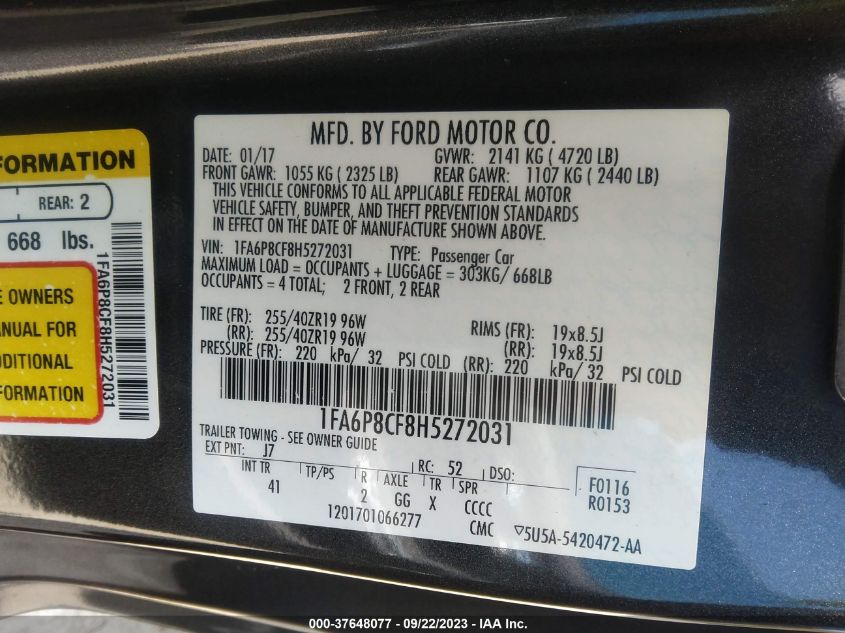 FORMATION
REAR: 2
668 lbs.
E OWNERS
ANUAL FOR
DDITIONAL
FORMATION
1FA6P8CF8H5272031
MFD. BY FORD MOTOR CO.
DATE: 01/17 GVWR: 2141 KG ( 4720 LB)
FRONT GAWR: 1055 KG ( 2325 LB) REAR GAWR: 1107 KG ( 2440 LB)
THIS VEHICLE CONFORMS TO ALL APPLICABLE FEDERAL MOTOR
VEHICLE SAFETY, BUMPER, AND THEFT PREVENTION STANDARDS
IN EFFECT ON THE DATE OF MANUFACTURE SHOWN ABOVE.
VIN: 1FA6P8CF8H5272031 TYPE: Passenger Car
MAXIMUM LOAD = OCCUPANTS + LUGGAGE = 303KG/ 668LB
OCCUPANTS = 4 TOTAL; 2 FRONT, 2 REAR
TIRE (FR): 255/40ZR19 96W RIMS (FR): 19x8.5J
(RR): 255/40ZR19 96W (RR): 19x8.5J
PRESSURE (FR): 220 kPa/ 32 PSI COLD (RR): 220 kPa/32 PSI COLD
1FA6P8CF8H5272031
TRAILER TOWING - SEE OWNER GUIDE
EXT PNT: J7 RC: 52 DSO: F0116
INT TR TP/PS R AXLE TR SPR R0153
41 2 GG X CCCC
1201701066277 CMC ▽5U5A-5420472-AA
000-37648077 - 09/22/2023 - IAA Inc.